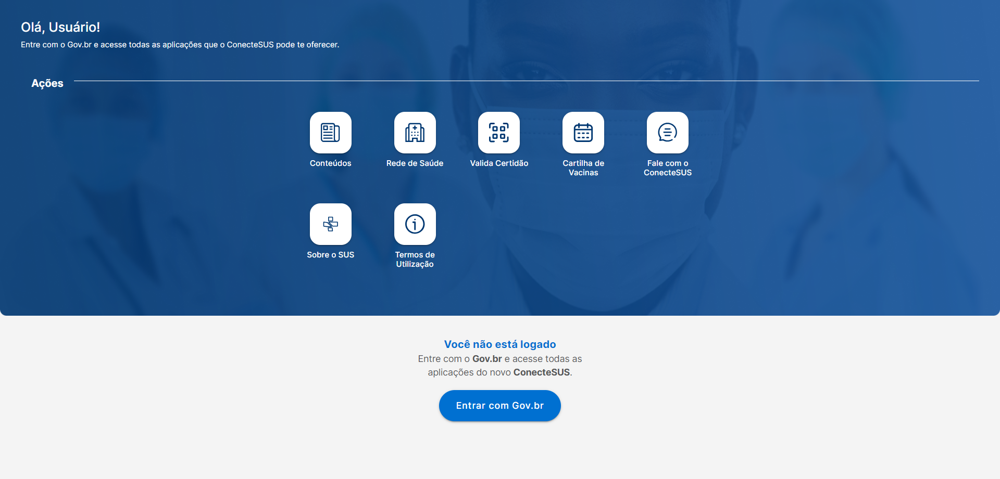 Olá, Usuário!
Entre com o Gov.br e acesse todas as aplicações que o ConecteSUS pode te oferecer.
Ações
Conteúdos
Rede de Saúde
Valida Certidão
Cartilha de
Vacinas
Fale com o
ConecteSUS
Sobre o SUS
Termos de
Utilização
Você não está logado
Entre com o Gov.br e acesse todas as
aplicações do novo ConecteSUS.
Entrar com Gov.br